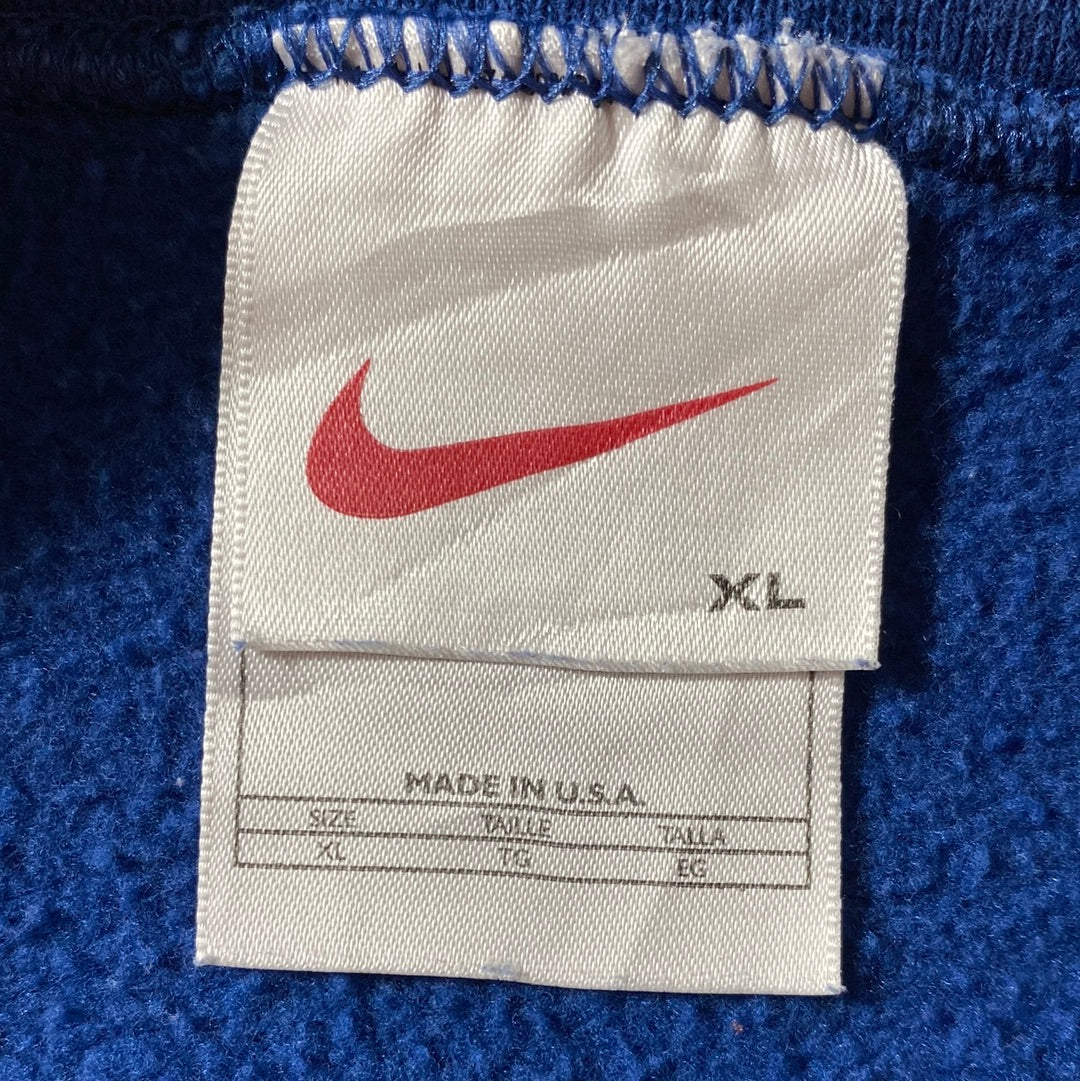 XL
MADE IN U.S.A.
SIZE TAILLE TALLA
XL TG EG